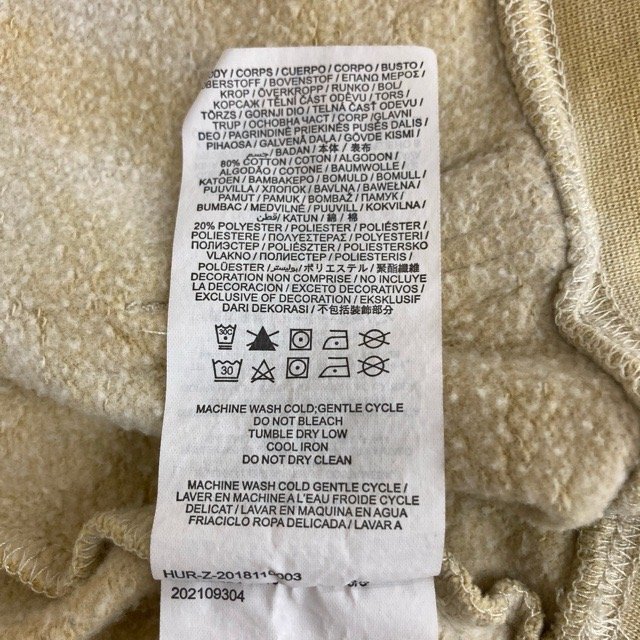 BODY / CORPS / CUERPO / CORPO / BUSTO
OBERSTOFF / BOVENSTOF / ΕΠΑΝΩ ΜΕΡΟΣ /
KROP / ÖVERKROPP / RUNKO / BOL/
KOPCAЖ / TĚLNÍ ČÁST ODĚVU / TORS /
TÖRZS / GORNJI DIO / TELNÁ ČASŤ ODEVU/
TRUP / ОСНОВНА ЧАСТ / CORP /GLAVNI
DEO / PAGRINDINĖ PRIEKINĖS PUSĖS DALIS /
PIHAOSA / GALVENĀ DAĻA / GÖVDE KISMI /
جسم / BADAN / 本体 / 表布
80% COTTON / COTON / ALGODON
ALGODÃO / COTONE / BAUMWOLLE /
KATOEN / ΒΑΜΒΑΚΕΡΟ / BOMULD / BOMULL /
PUUVILLA / ХЛОПОК / BAVLNA / BAWEŁNA /
PAMUT / PAMUK / БОМБАЖ / ПАМУК /
BUMBAC / MEDVILNĖ / PUUVILL / KOKVILNA /
قطن / KATUN / 綿 / 棉
20% POLYESTER / POLYESTER / POLIÉSTER /
POLIESTERE / ΠΟΛΥΕΣΤΕΡΑΣ / POLYESTERI /
ПОЛИЭСТЕР / POLIÉSZTER / POLIESTERSKO
VLAKNO / ПОЛИЕСТЕР / POLIESTERIS /
POLÜESTER / بوليستر / ポリエステル / 聚酯纖維
DECORATION NON COMPRISE / NO INCLUYE
LA DECORACION / EXCETO DECORATIVOS /
EXCLUSIVE OF DECORATION / EKSKLUSIF
DARI DEKORASI / 不包括裝飾部分
30C
30
MACHINE WASH COLD;GENTLE CYCLE
DO NOT BLEACH
TUMBLE DRY LOW
COOL IRON
DO NOT DRY CLEAN
MACHINE WASH COLD GENTLE CYCLE /
LAVER EN MACHINE A L'EAU FROIDE CYCLE
DELICAT / LAVAR EN MAQUINA EN AGUA
FRIACICLO ROPA DELICADA / LAVAR A
202109304